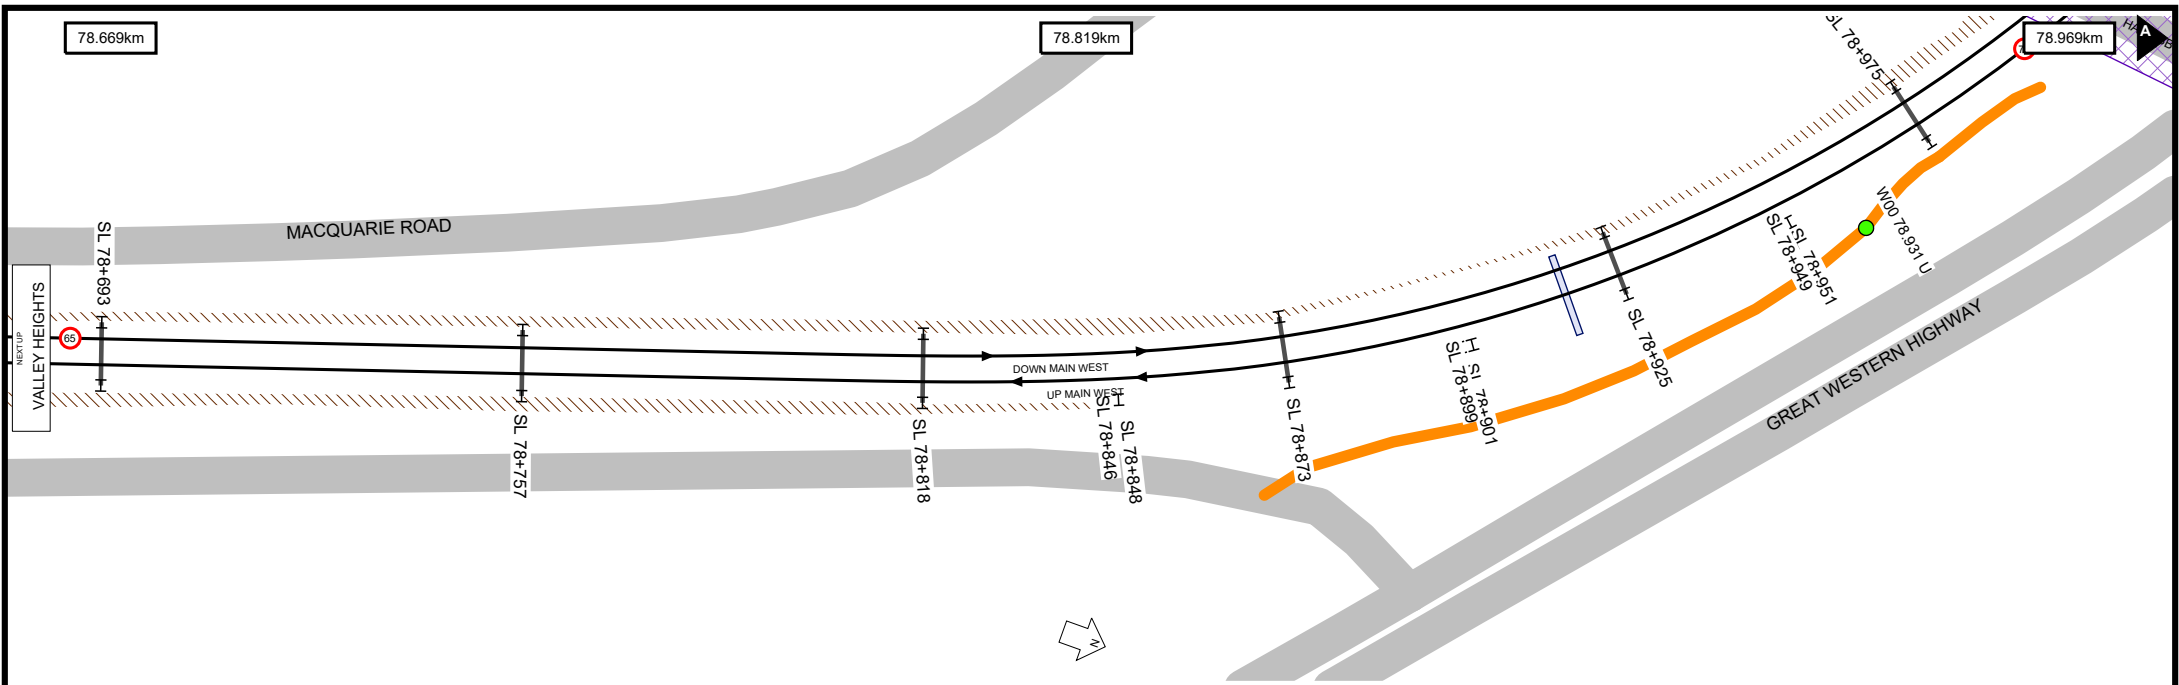 78.669km
78.819km
78.969km
A
SL 78+975
MACQUARIE ROAD
SL 78+693
NEXT UP
VALLEY HEIGHTS
65
DOWN MAIN WEST
UP MAIN WEST
SL 78+757
SL 78+818
SL 78+846
SL 78+848
SL 78+873
SL 78+899
SL 78+901
SL 78+925
SL 78+949
SL 78+951
W00 78.931 U
GREAT WESTERN HIGHWAY
N